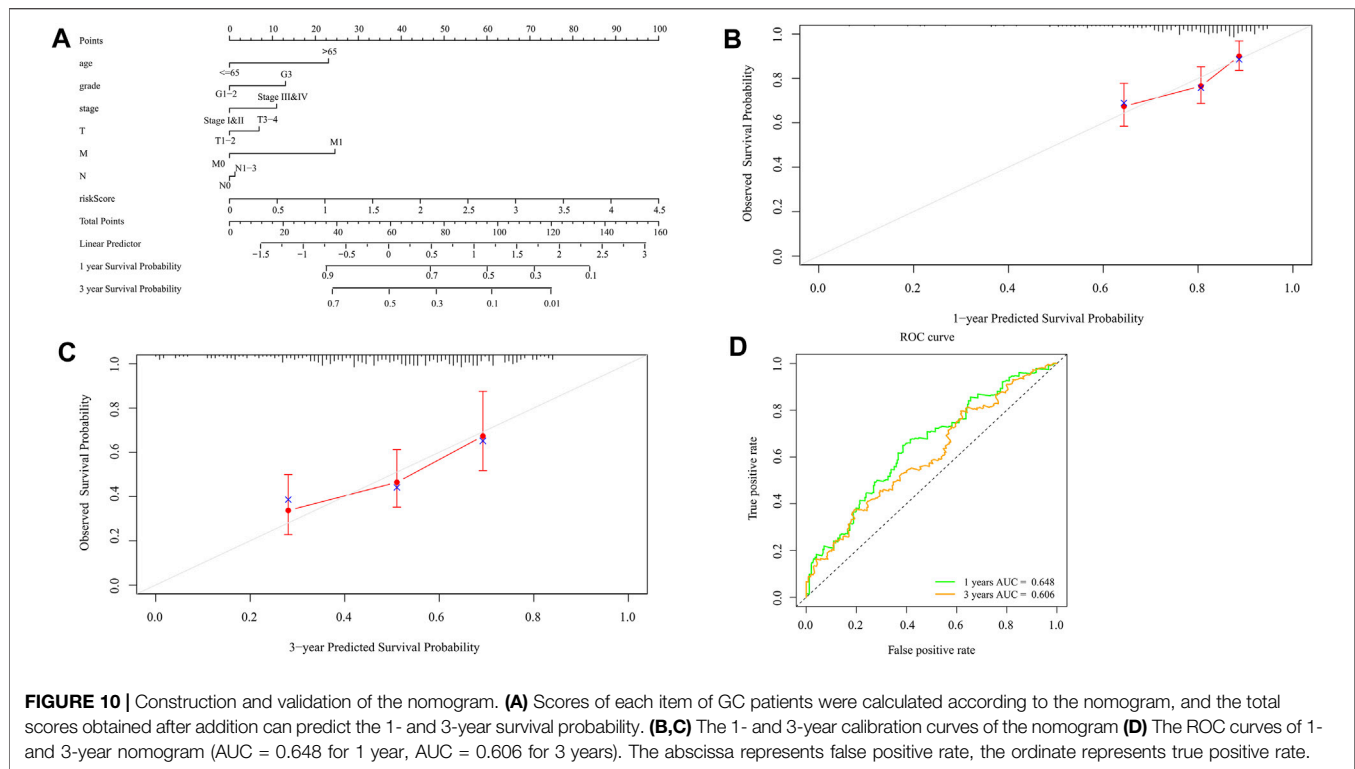 A
Points
0 10 20 30 40 50 60 70 80 90 100
>65
age
<=65
G3
grade
G1−2
Stage III&IV
stage
Stage I&II
T3−4
T
T1−2
M1
M
M0
N1−3
N
N0
riskScore
0 0.5 1 1.5 2 2.5 3 3.5 4 4.5
Total Points
0 20 40 60 80 100 120 140 160
Linear Predictor
−1.5 −1 −0.5 0 0.5 1 1.5 2 2.5 3
1 year Survival Probability
0.9 0.7 0.5 0.3 0.1
3 year Survival Probability
0.7 0.5 0.3 0.1 0.01
B
Observed Survival Probability
1.0
0.8
0.6
0.4
0.2
0.0
0.0 0.2 0.4 0.6 0.8 1.0
1−year Predicted Survival Probability
C
Observed Survival Probability
1.0
0.8
0.6
0.4
0.2
0.0
0.0 0.2 0.4 0.6 0.8 1.0
3−year Predicted Survival Probability
D
ROC curve
True positive rate
1.0
0.8
0.6
0.4
0.2
0.0
1 years AUC = 0.648
3 years AUC = 0.606
0.0 0.2 0.4 0.6 0.8 1.0
False positive rate
FIGURE 10 | Construction and validation of the nomogram. (A) Scores of each item of GC patients were calculated according to the nomogram, and the total
scores obtained after addition can predict the 1- and 3-year survival probability. (B,C) The 1- and 3-year calibration curves of the nomogram (D) The ROC curves of 1-
and 3-year nomogram (AUC = 0.648 for 1 year, AUC = 0.606 for 3 years). The abscissa represents false positive rate, the ordinate represents true positive rate.